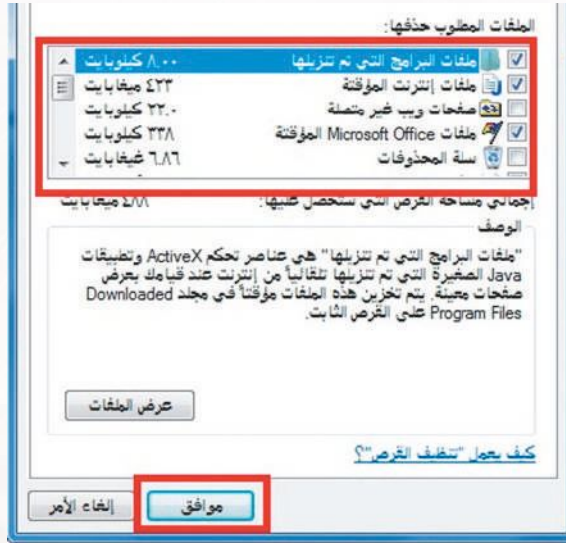 الملفات المطلوب حذفها:
ملفات البرامج التي تم تنزيلها ٨.٠٠ كيلوبايت
ملفات إنترنت المؤقتة ٤٢٣ ميغابايت
صفحات ويب غير متصلة ٢٢.٠ كيلوبايت
ملفات Microsoft Office المؤقتة ٣٣٨ كيلوبايت
سلة المحذوفات ٦.٨٦ غيغابايت
إجمالي مساحة القرص التي ستحصل عليها: ٤٨٨ ميغابايت
الوصف
"ملفات البرامج التي تم تنزيلها" هي عناصر تحكم ActiveX وتطبيقات
Java الصغيرة التي تم تنزيلها تلقائياً من إنترنت عند قيامك بعرض
صفحات معينة. يتم تخزين هذه الملفات مؤقتاً في مجلد Downloaded
Program Files على القرص الثابت.
عرض الملفات
كيف يعمل "تنظيف القرص"؟
موافق
إلغاء الأمر